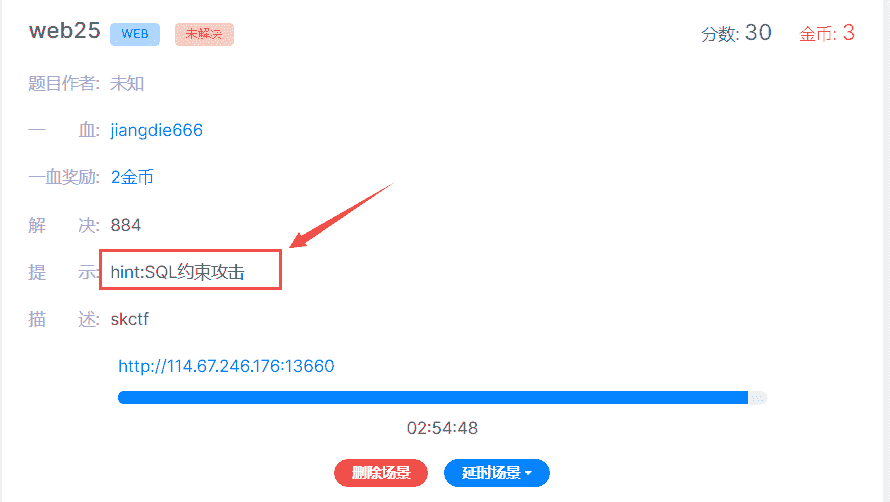 web25 WEB 未解决 分数: 30 金币: 3
题目作者: 未知
一 血: jiangdie666
一血奖励: 2金币
解 决: 884
提 示: hint:SQL约束攻击
描 述: skctf
http://114.67.246.176:13660
02:54:48
删除场景 延时场景